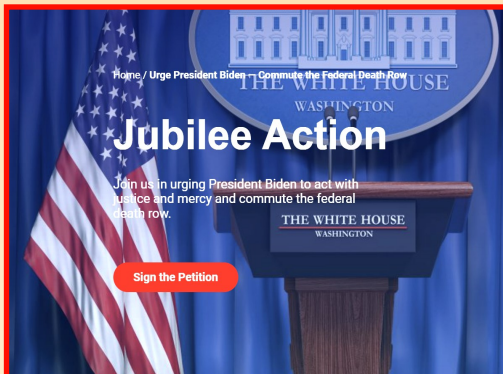 Home / Urge President Biden – Commute the Federal Death Row
THE WHITE HOUSE
WASHINGTON
Jubilee Action
Join us in urging President Biden to act with
justice and mercy and commute the federal
death row.
THE WHITE HOUSE
WASHINGTON
Sign the Petition